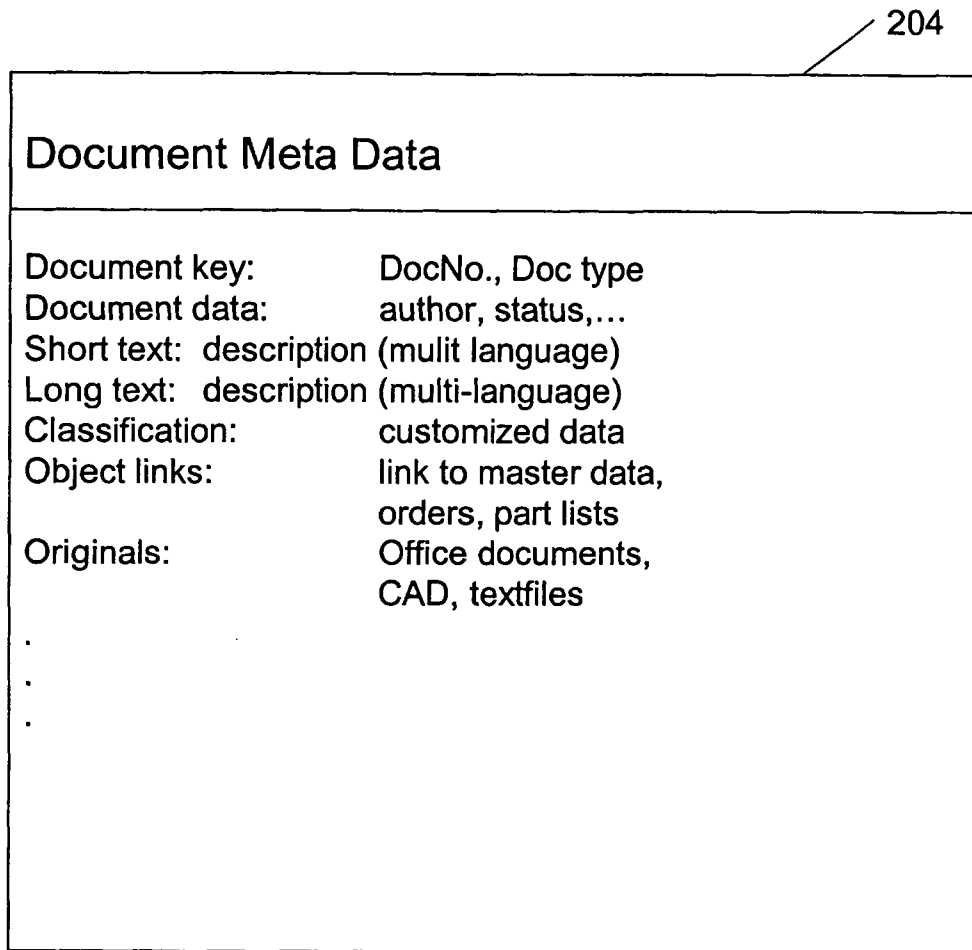 204
Document Meta Data
Document key: DocNo., Doc type
Document data: author, status,...
Short text: description (mulit language)
Long text: description (multi-language)
Classification: customized data
Object links: link to master data,
orders, part lists
Originals: Office documents,
CAD, textfiles
.
.
.